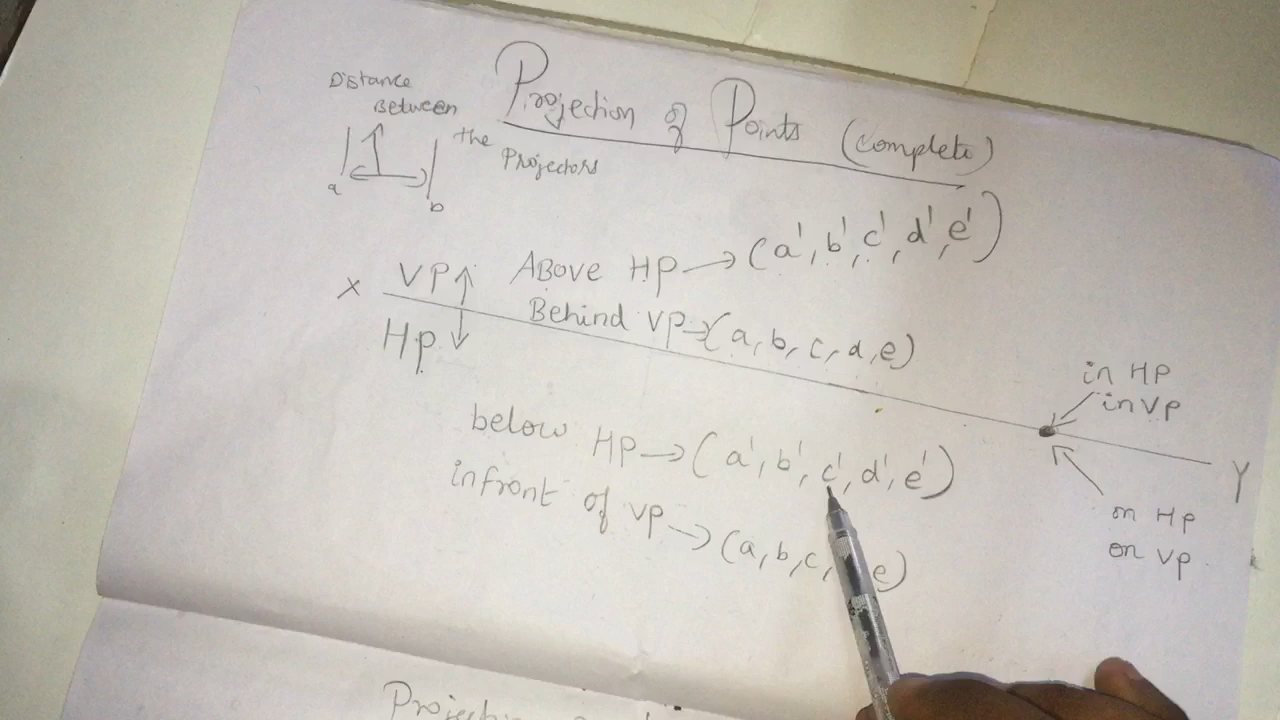 Projection of Points (Complete)
Distance
Between
the
Projectors
a
b
Above HP → (a', b', c', d', e')
X VP↑
Behind VP → (a, b, c, d, e)
HP↓
in HP
in VP
Y
below HP → (a', b', c', d', e')
infront of VP → (a, b, c, e)
on HP
on VP